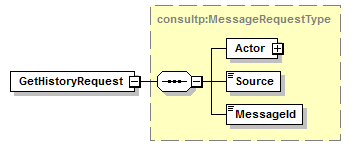 consultp:MessageRequestType
Actor
GetHistoryRequest
Source
MessageId